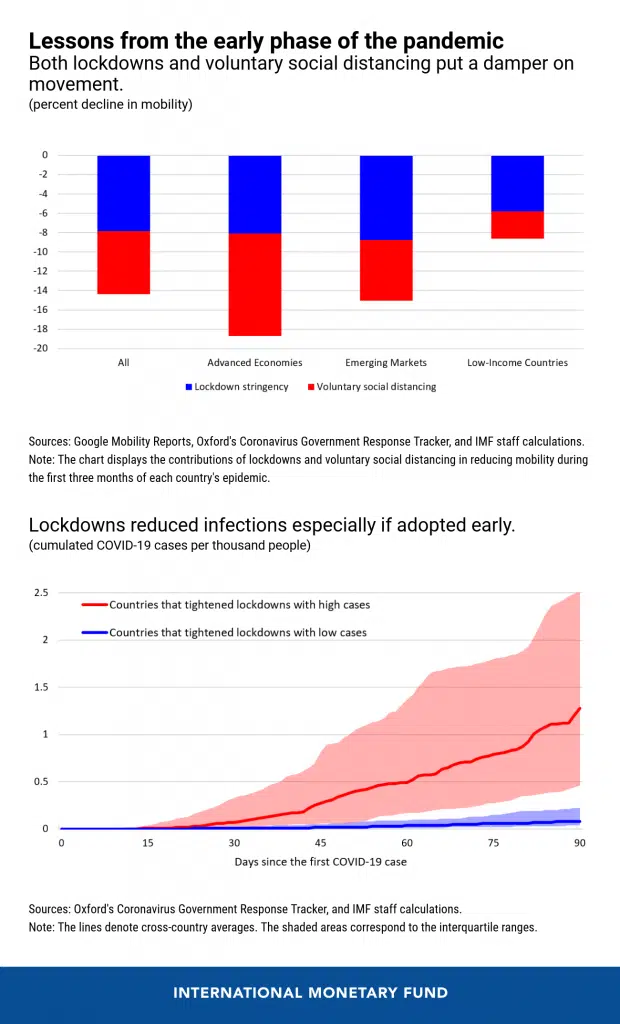 Lessons from the early phase of the pandemic
Both lockdowns and voluntary social distancing put a damper on
movement.
(percent decline in mobility)
0
-2
-4
-6
-8
-10
-12
-14
-16
-18
-20
All Advanced Economies Emerging Markets Low-Income Countries
Lockdown stringency Voluntary social distancing
Sources: Google Mobility Reports, Oxford's Coronavirus Government Response Tracker, and IMF staff calculations.
Note: The chart displays the contributions of lockdowns and voluntary social distancing in reducing mobility during
the first three months of each country's epidemic.
Lockdowns reduced infections especially if adopted early.
(cumulated COVID-19 cases per thousand people)
2.5
Countries that tightened lockdowns with high cases
Countries that tightened lockdowns with low cases
2
1.5
1
0.5
0
0 15 30 45 60 75 90
Days since the first COVID-19 case
Sources: Oxford's Coronavirus Government Response Tracker, and IMF staff calculations.
Note: The lines denote cross-country averages. The shaded areas correspond to the interquartile ranges.
INTERNATIONAL MONETARY FUND